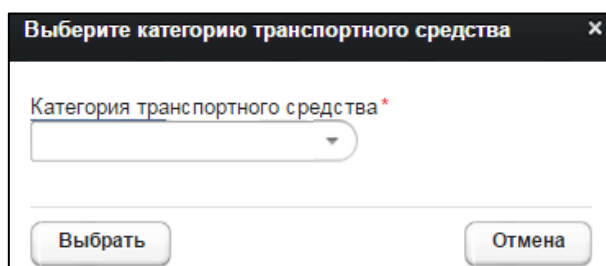 Выберите категорию транспортного средства ×
Категория транспортного средства*
Выбрать Отмена